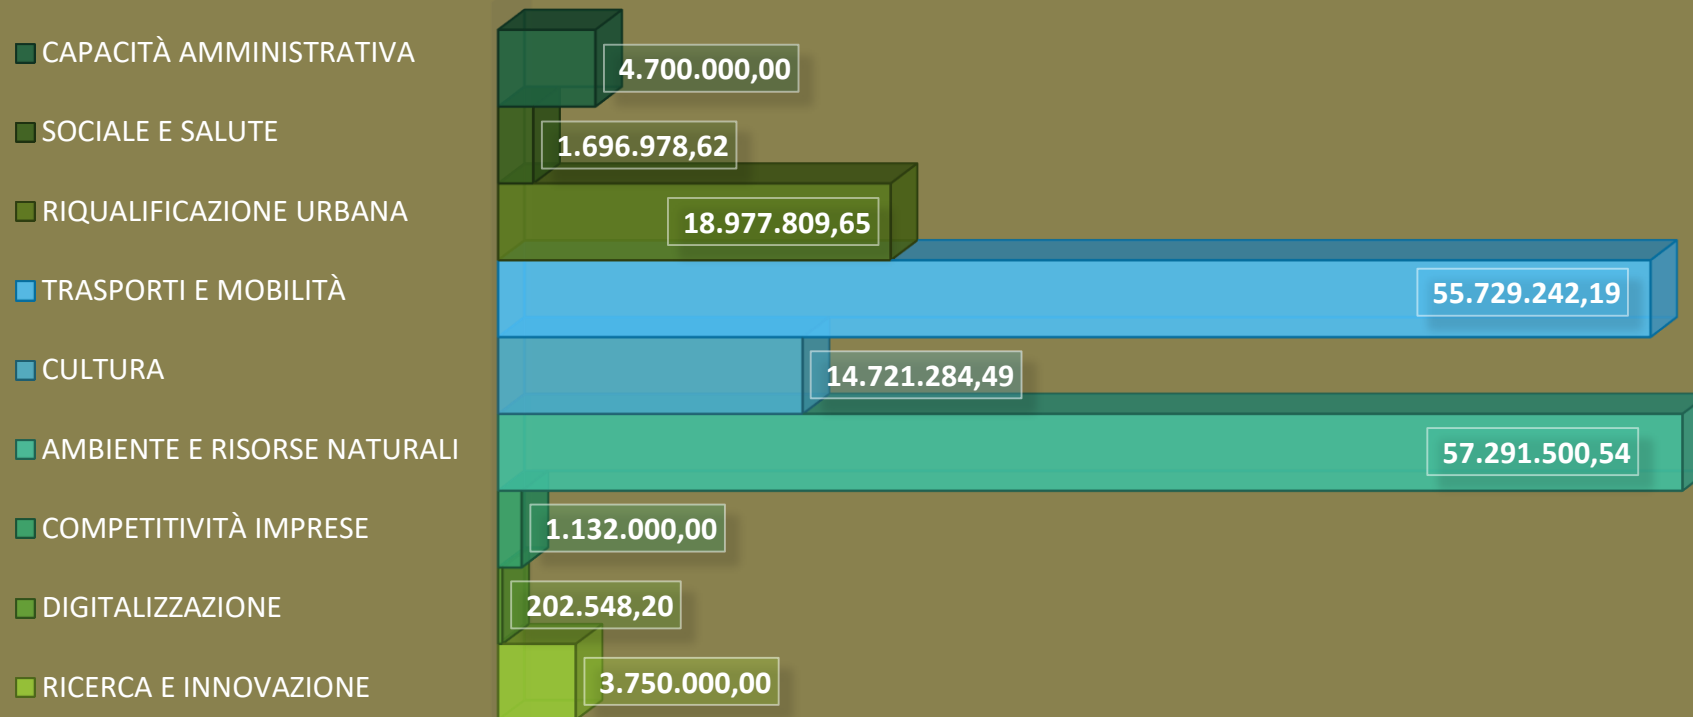 CAPACITÀ AMMINISTRATIVA
4.700.000,00
SOCIALE E SALUTE
1.696.978,62
RIQUALIFICAZIONE URBANA
18.977.809,65
TRASPORTI E MOBILITÀ
55.729.242,19
CULTURA
14.721.284,49
AMBIENTE E RISORSE NATURALI
57.291.500,54
COMPETITIVITÀ IMPRESE
1.132.000,00
DIGITALIZZAZIONE
202.548,20
RICERCA E INNOVAZIONE
3.750.000,00